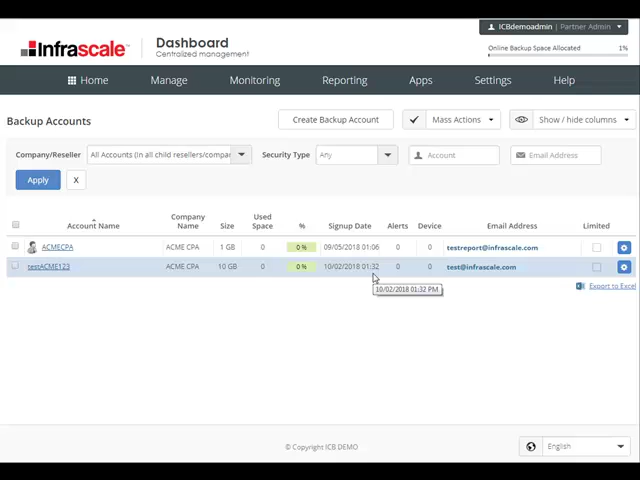 ICBdemoadmin | Partner Admin
Infrascale™
Dashboard
Centralized management
Online Backup Space Allocated 1%
Home Manage Monitoring Reporting Apps Settings Help
Backup Accounts
Create Backup Account
Mass Actions
Show / hide columns
Company/Reseller
All Accounts (In all child resellers/compar
Security Type
Any
Account
Email Address
Apply
X
Account Name Company Name Size Used Space % Signup Date Alerts Device Email Address Limited
ACMECPA ACME CPA 1 GB 0 0 % 09/05/2018 01:06 0 0 testreport@infrascale.com
testACME123 ACME CPA 10 GB 0 0 % 10/02/2018 01:32 0 0 test@infrascale.com
10/02/2018 01:32 PM
Export to Excel
© Copyright ICB DEMO
English